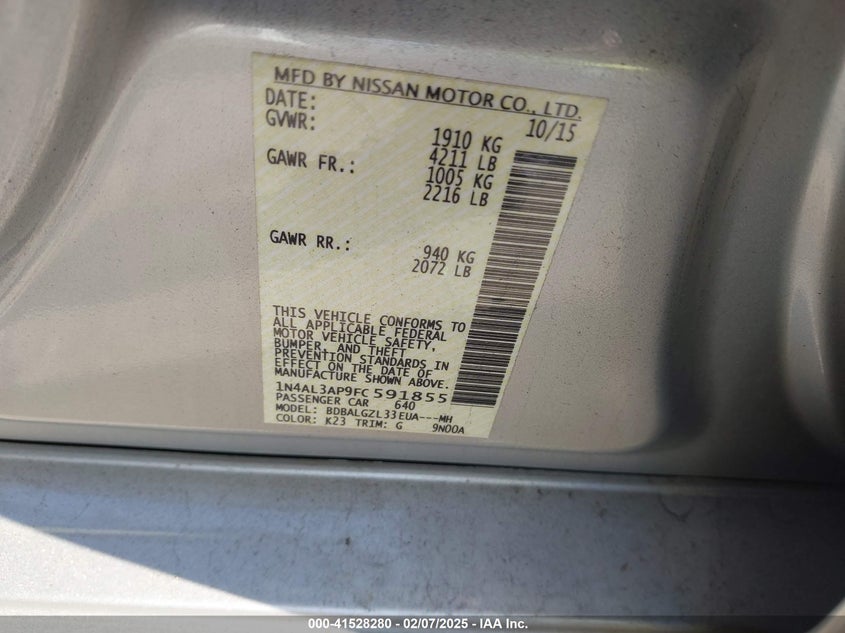 MFD BY NISSAN MOTOR CO., LTD.
DATE: 10/15
GVWR: 1910 KG
4211 LB
GAWR FR.: 1005 KG
2216 LB
GAWR RR.: 940 KG
2072 LB
THIS VEHICLE CONFORMS TO
ALL APPLICABLE FEDERAL
MOTOR VEHICLE SAFETY,
BUMPER, AND THEFT
PREVENTION STANDARDS IN
EFFECT ON THE DATE OF
MANUFACTURE SHOWN ABOVE.
1N4AL3AP9FC591855
PASSENGER CAR 640
MODEL: BDBALGZL33EUA---MH
COLOR: K23 TRIM: G 9N00A
000-41528280 - 02/07/2025 - IAA Inc.